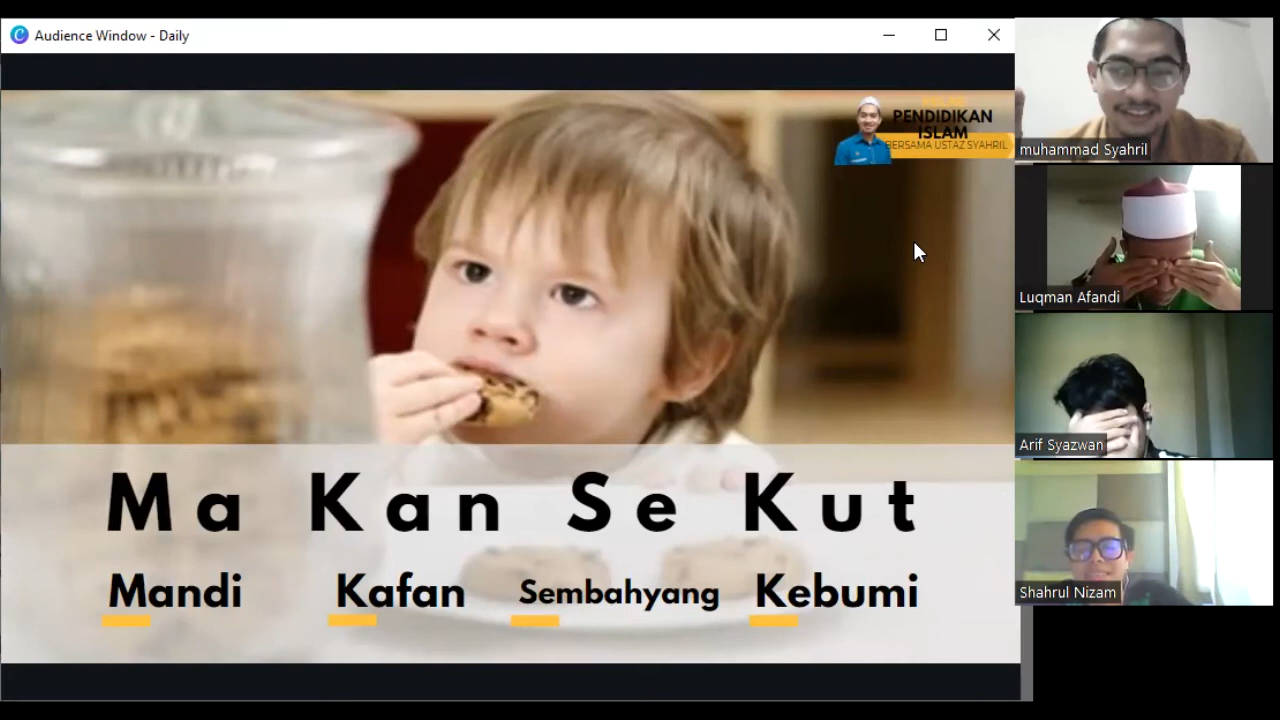 Audience Window - Daily
PENDIDIKAN
ISLAM
BERSAMA USTAZ SYAHRIL
muhammad Syahril
Luqman Afandi
Arif Syazwan
Shahrul Nizam
Ma Kan Se Kut
Mandi Kafan Sembahyang Kebumi